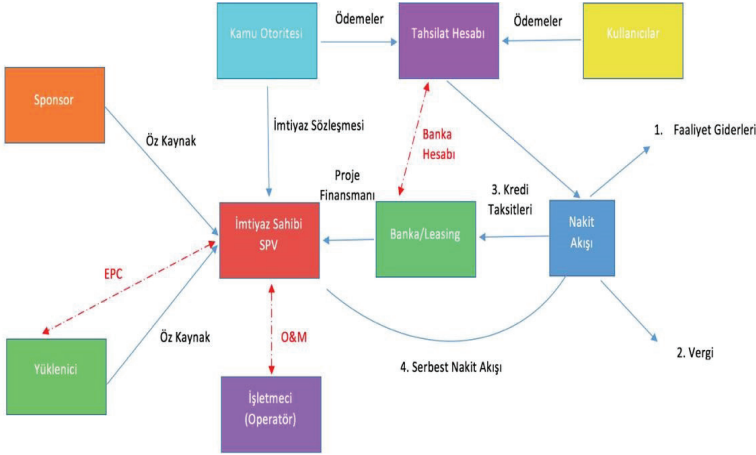 Ödemeler
Ödemeler
Kamu Otoritesi
Tahsilat Hesabı
Kullanıcılar
Sponsor
İmtiyaz Sözleşmesi
Banka
Hesabı
1. Faaliyet Giderleri
Öz Kaynak
Proje
Finansmanı
3. Kredi
Taksitleri
İmtiyaz Sahibi
SPV
Banka/Leasing
Nakit
Akışı
EPC
Öz Kaynak
O&M
Yüklenici
4. Serbest Nakit Akışı
2. Vergi
İşletmeci
(Operatör)